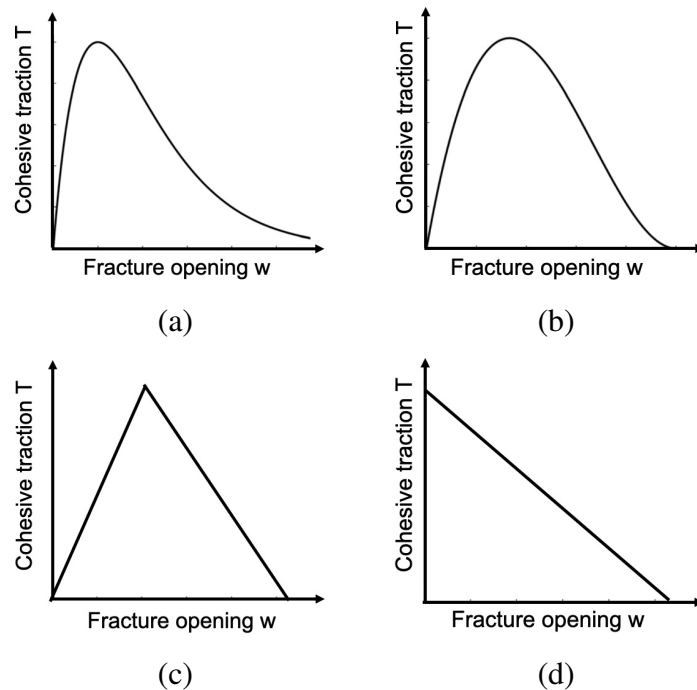 Cohesive traction T
Fracture opening w
(a)
Cohesive traction T
Fracture opening w
(b)
Cohesive traction T
Fracture opening w
(c)
Cohesive traction T
Fracture opening w
(d)